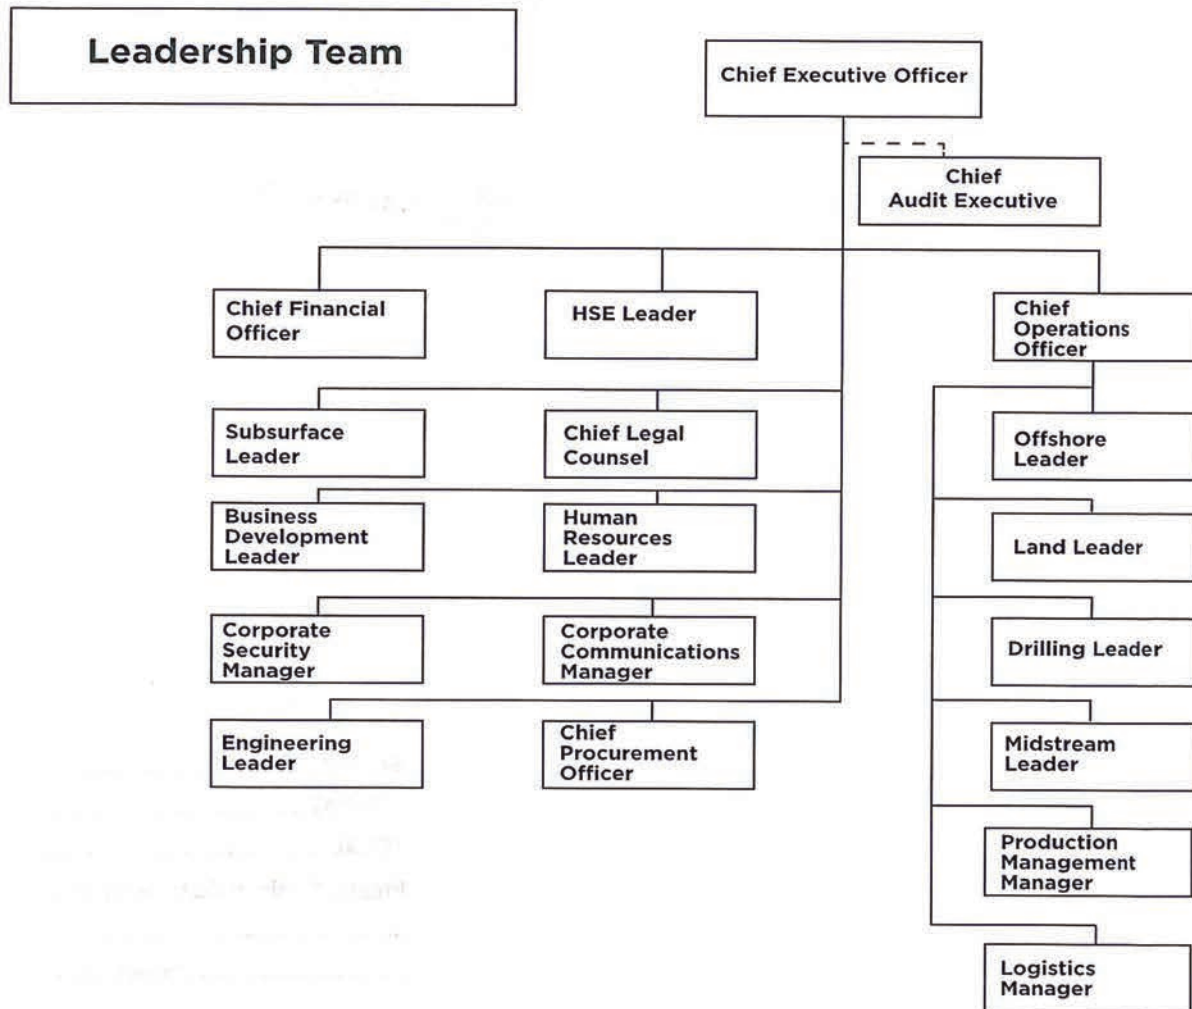 Leadership Team
Chief Executive Officer
Chief
Audit Executive
Chief Financial
Officer
HSE Leader
Chief
Operations
Officer
Subsurface
Leader
Chief Legal
Counsel
Offshore
Leader
Business
Development
Leader
Human
Resources
Leader
Land Leader
Corporate
Security
Manager
Corporate
Communications
Manager
Drilling Leader
Engineering
Leader
Chief
Procurement
Officer
Midstream
Leader
Production
Management
Manager
Logistics
Manager